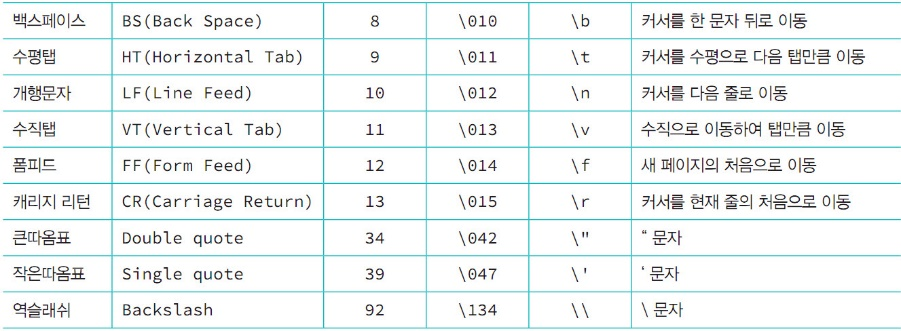 백스페이스 BS(Back Space) 8 \010 \b 커서를 한 문자 뒤로 이동
수평탭 HT(Horizontal Tab) 9 \011 \t 커서를 수평으로 다음 탭만큼 이동
개행문자 LF(Line Feed) 10 \012 \n 커서를 다음 줄로 이동
수직탭 VT(Vertical Tab) 11 \013 \v 수직으로 이동하여 탭만큼 이동
폼피드 FF(Form Feed) 12 \014 \f 새 페이지의 처음으로 이동
캐리지 리턴 CR(Carriage Return) 13 \015 \r 커서를 현재 줄의 처음으로 이동
큰따옴표 Double quote 34 \042 \" “ 문자
작은따옴표 Single quote 39 \047 \' ‘ 문자
역슬래쉬 Backslash 92 \134 \\ \ 문자